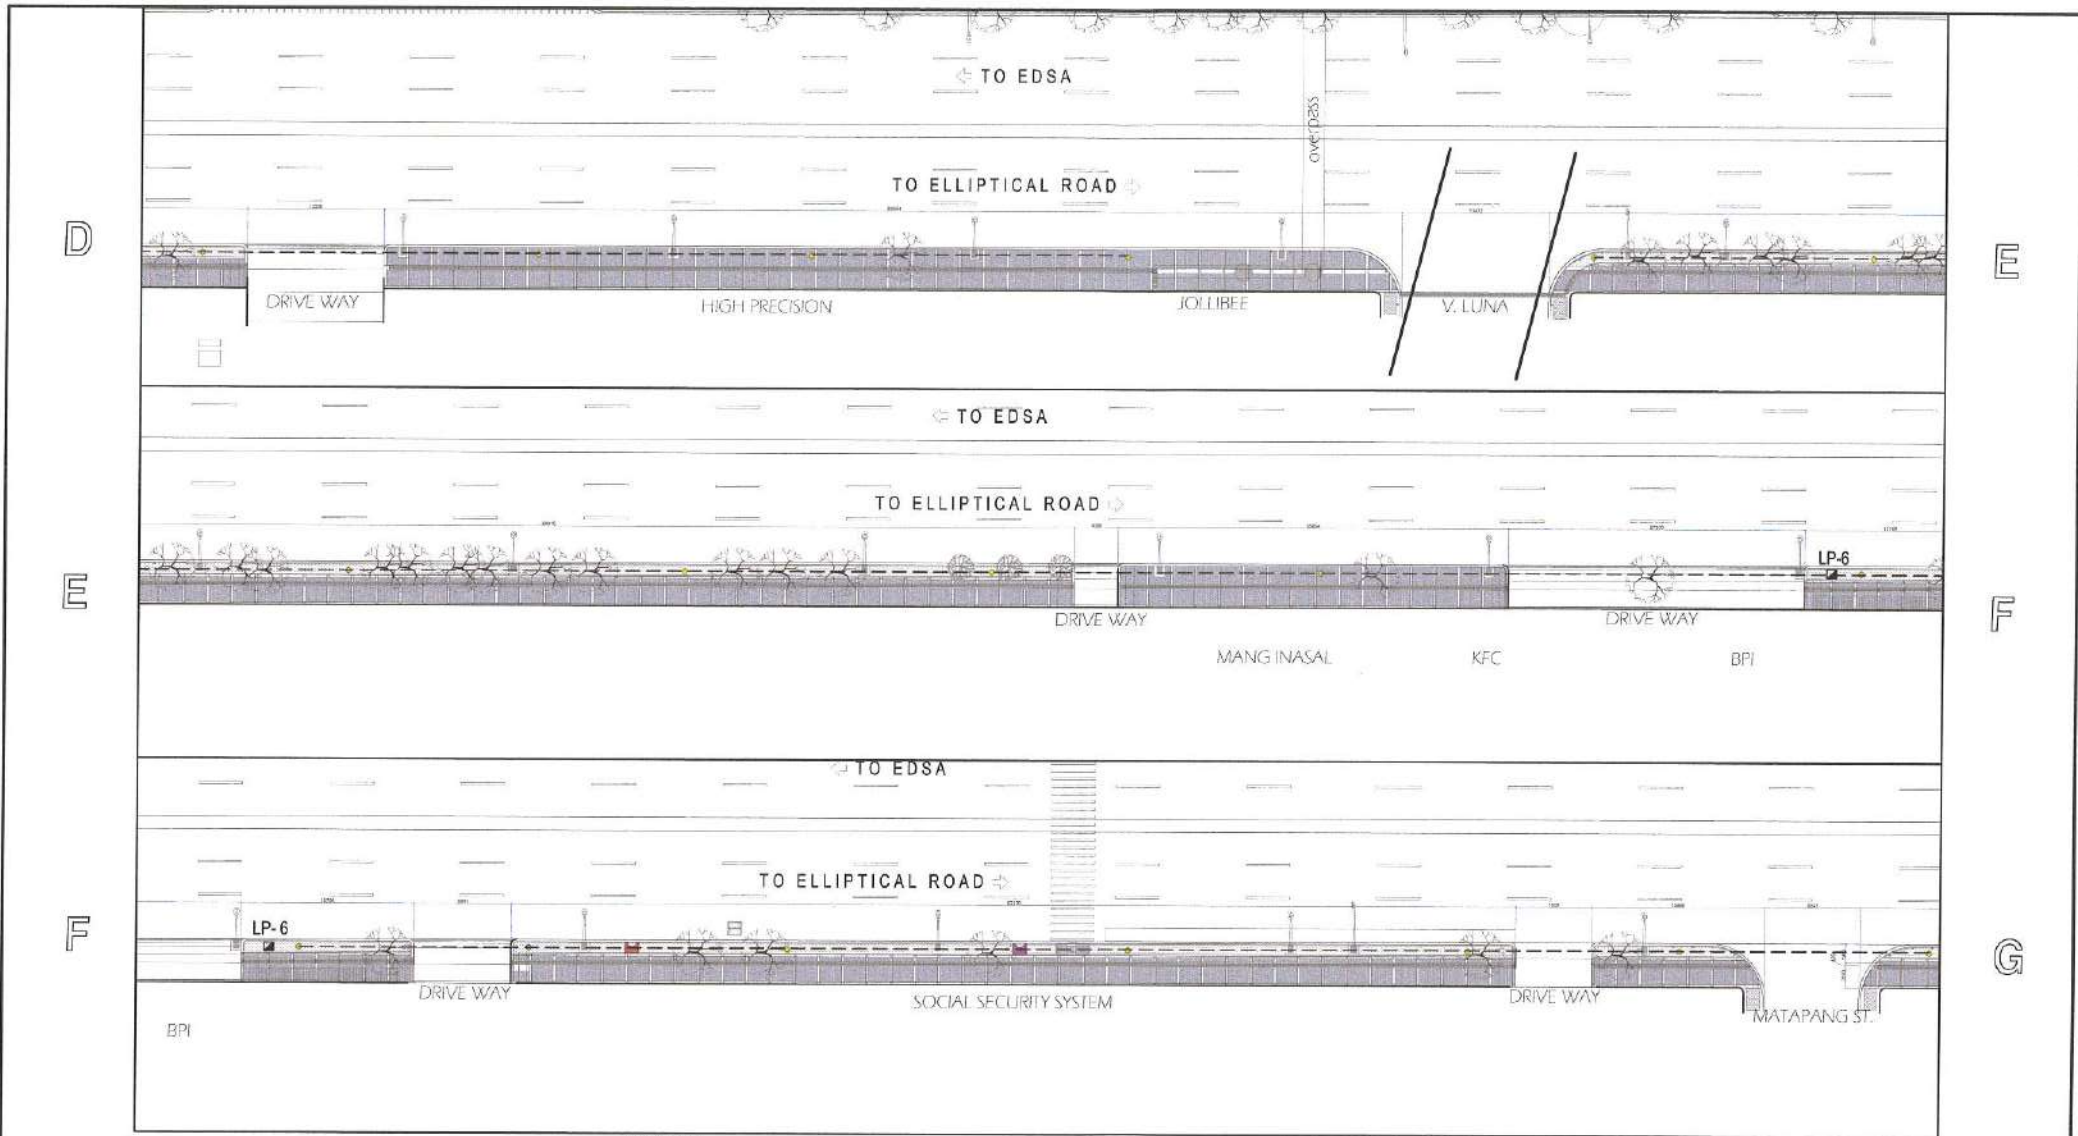 TO EDSA
overpass
TO ELLIPTICAL ROAD
D
E
DRIVE WAY
HIGH PRECISION
JOLLIBEE
V. LUNA
TO EDSA
TO ELLIPTICAL ROAD
LP-6
E
F
DRIVE WAY
DRIVE WAY
MANG INASAL
KFC
BPI
TO EDSA
TO ELLIPTICAL ROAD
LP-6
F
G
DRIVE WAY
SOCIAL SECURITY SYSTEM
DRIVE WAY
MATAPANG ST.
BPI